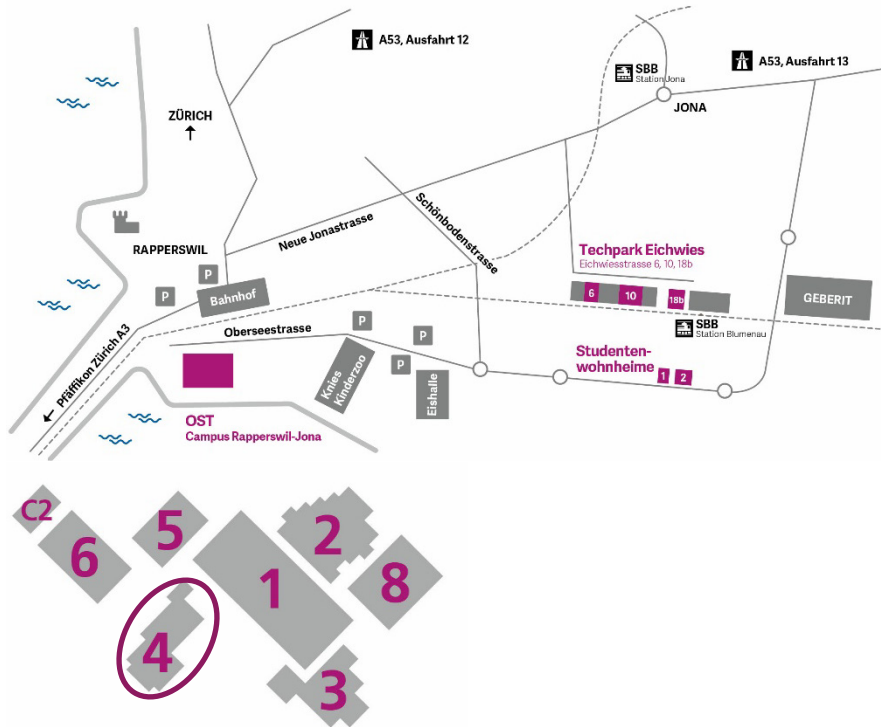 A53, Ausfahrt 12
SBB
Station Jona
A53, Ausfahrt 13
JONA
ZÜRICH
Neue Jonastrasse
Schönbodenstrasse
RAPPERSWIL
Techpark Eichwies
Eichwiesstrasse 6, 10, 18b
P
P
Bahnhof
6
10
18b
GEBERIT
Oberseestrasse
P
P
P
SBB
Station Blumenau
Pfäffikon Zürich A3
Knies
Kinderzoo
Eishalle
Studenten-
wohnheime
1
2
OST
Campus Rapperswil-Jona
C2
6
5
2
1
8
4
3